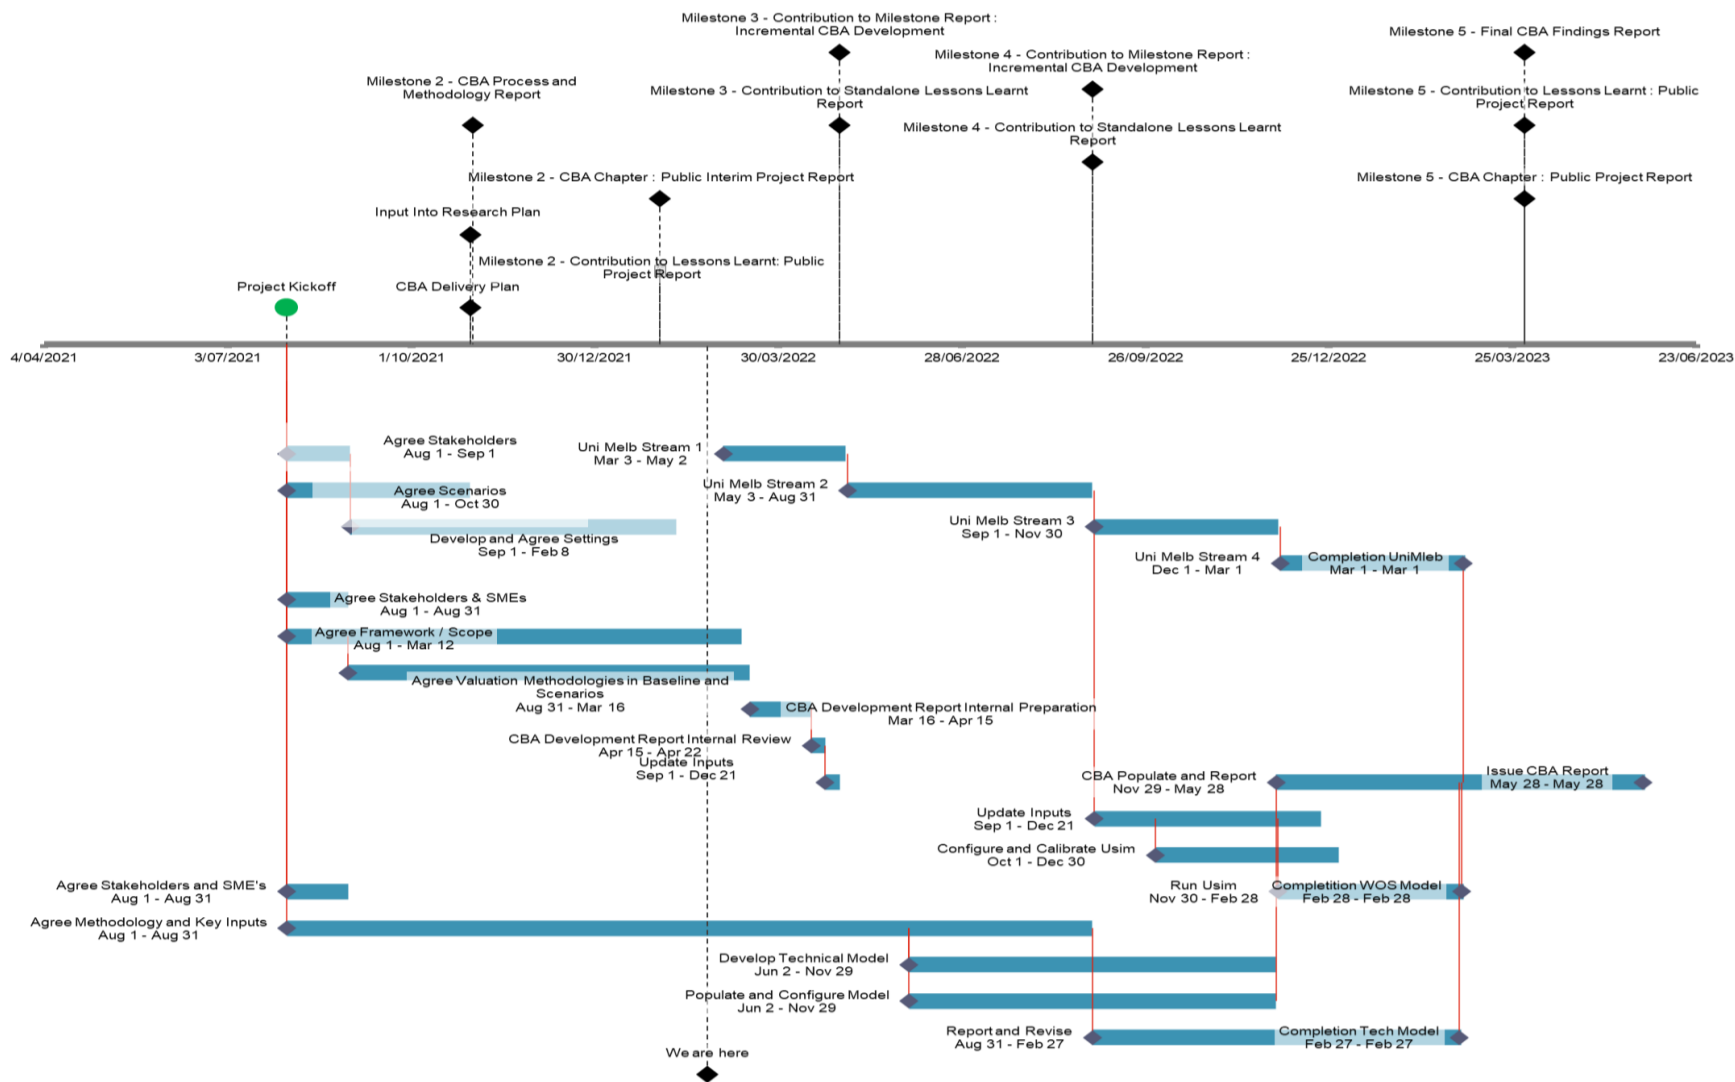 Milestone 3 - Contribution to Milestone Report :
Incremental CBA Development
Milestone 5 - Final CBA Findings Report
Milestone 4 - Contribution to Milestone Report :
Incremental CBA Development
Milestone 2 - CBA Process and
Methodology Report
Milestone 3 - Contribution to Standalone Lessons Learnt
Report
Milestone 5 - Contribution to Lessons Learnt : Public
Project Report
Milestone 4 - Contribution to Standalone Lessons Learnt
Report
Milestone 2 - CBA Chapter : Public Interim Project Report
Milestone 5 - CBA Chapter : Public Project Report
Input Into Research Plan
Milestone 2 - Contribution to Lessons Learnt: Public
Project Report
Project Kickoff
CBA Delivery Plan
4/04/2021
3/07/2021
1/10/2021
30/12/2021
30/03/2022
28/06/2022
26/09/2022
25/12/2022
25/03/2023
23/06/2023
Agree Stakeholders
Aug 1 - Sep 1
Uni Melb Stream 1
Mar 3 - May 2
Agree Scenarios
Aug 1 - Oct 30
Uni Melb Stream 2
May 3 - Aug 31
Develop and Agree Settings
Sep 1 - Feb 8
Uni Melb Stream 3
Sep 1 - Nov 30
Uni Melb Stream 4
Dec 1 - Mar 1
Completion UniMleb
Mar 1 - Mar 1
Agree Stakeholders & SMEs
Aug 1 - Aug 31
Agree Framework / Scope
Aug 1 - Mar 12
Agree Valuation Methodologies in Baseline and
Scenarios
Aug 31 - Mar 16
CBA Development Report Internal Preparation
Mar 16 - Apr 15
CBA Development Report Internal Review
Apr 15 - Apr 22
Update Inputs
Sep 1 - Dec 21
CBA Populate and Report
Nov 29 - May 28
Issue CBA Report
May 28 - May 28
Update Inputs
Sep 1 - Dec 21
Configure and Calibrate Usim
Oct 1 - Dec 30
Agree Stakeholders and SME's
Aug 1 - Aug 31
Run Usim
Nov 30 - Feb 28
Completition WOS Model
Feb 28 - Feb 28
Agree Methodology and Key Inputs
Aug 1 - Aug 31
Develop Technical Model
Jun 2 - Nov 29
Populate and Configure Model
Jun 2 - Nov 29
Report and Revise
Aug 31 - Feb 27
Completion Tech Model
Feb 27 - Feb 27
We are here